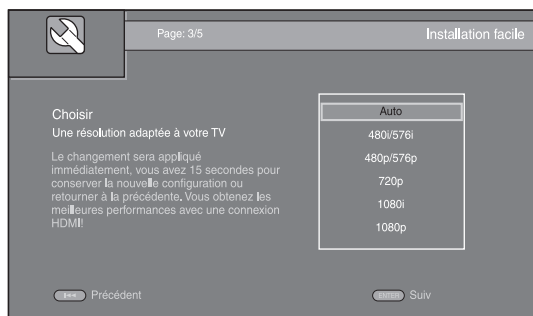 Page: 3/5
Installation facile
Choisir
Une résolution adaptée à votre TV
Le changement sera appliqué
immédiatement, vous avez 15 secondes pour
conserver la nouvelle configuration ou
retourner à la précédente. Vous obtenez les
meilleures performances avec une connexion
HDMI!
Auto
480i/576i
480p/576p
720p
1080i
1080p
Précédent
ENTER Suiv